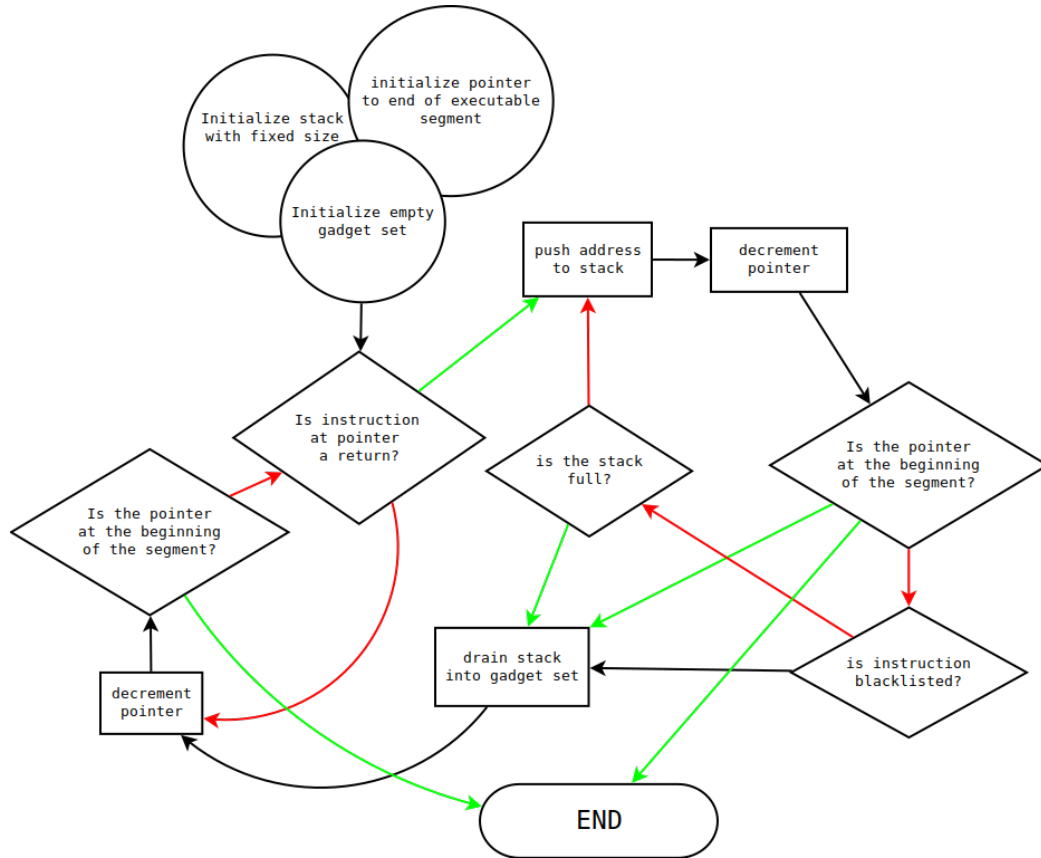 initialize pointer
to end of executable
segment
Initialize stack
with fixed size
Initialize empty
gadget set
push address
to stack
decrement
pointer
Is instruction
at pointer
a return?
is the stack
full?
Is the pointer
at the beginning
of the segment?
Is the pointer
at the beginning
of the segment?
drain stack
into gadget set
is instruction
blacklisted?
decrement
pointer
END